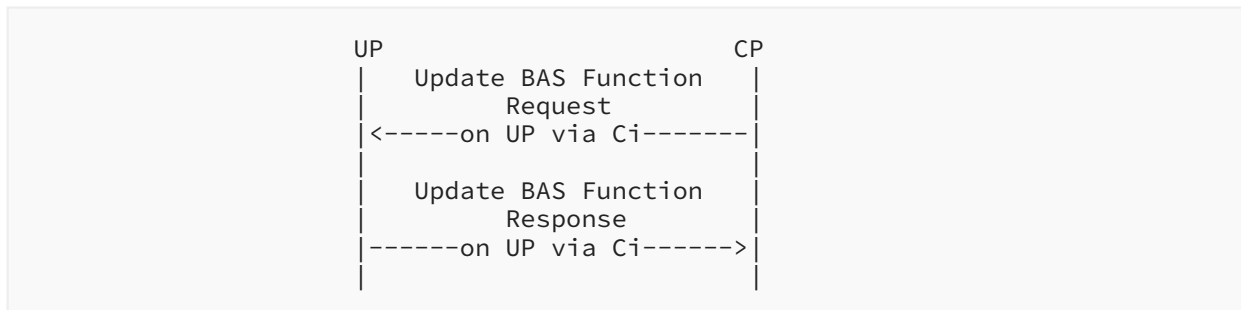 UP                         CP
|   Update BAS Function    |
|         Request          |
|<-----on UP via Ci-------|
|                          |
|   Update BAS Function    |
|         Response         |
|------on UP via Ci------>|
|                          |